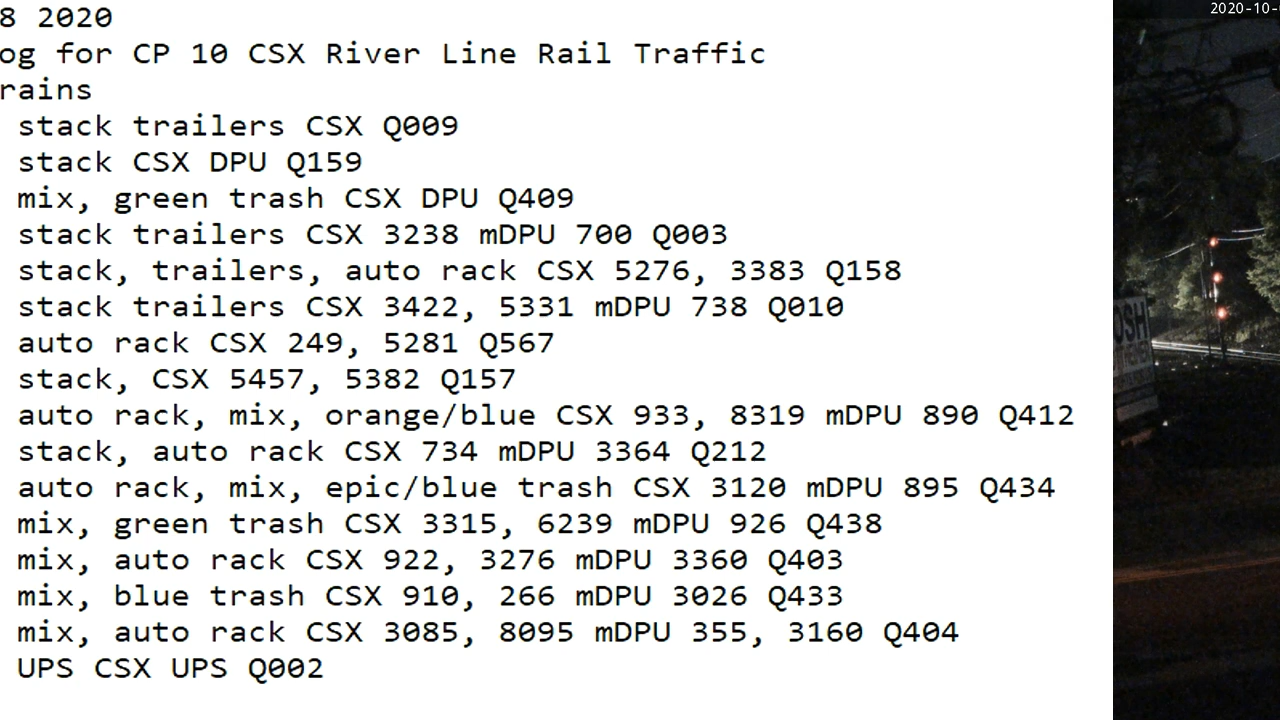 8 2020
og for CP 10 CSX River Line Rail Traffic
rains
stack trailers CSX Q009
stack CSX DPU Q159
mix, green trash CSX DPU Q409
stack trailers CSX 3238 mDPU 700 Q003
stack, trailers, auto rack CSX 5276, 3383 Q158
stack trailers CSX 3422, 5331 mDPU 738 Q010
auto rack CSX 249, 5281 Q567
stack, CSX 5457, 5382 Q157
auto rack, mix, orange/blue CSX 933, 8319 mDPU 890 Q412
stack, auto rack CSX 734 mDPU 3364 Q212
auto rack, mix, epic/blue trash CSX 3120 mDPU 895 Q434
mix, green trash CSX 3315, 6239 mDPU 926 Q438
mix, auto rack CSX 922, 3276 mDPU 3360 Q403
mix, blue trash CSX 910, 266 mDPU 3026 Q433
mix, auto rack CSX 3085, 8095 mDPU 355, 3160 Q404
UPS CSX UPS Q002
2020-10-
OSH